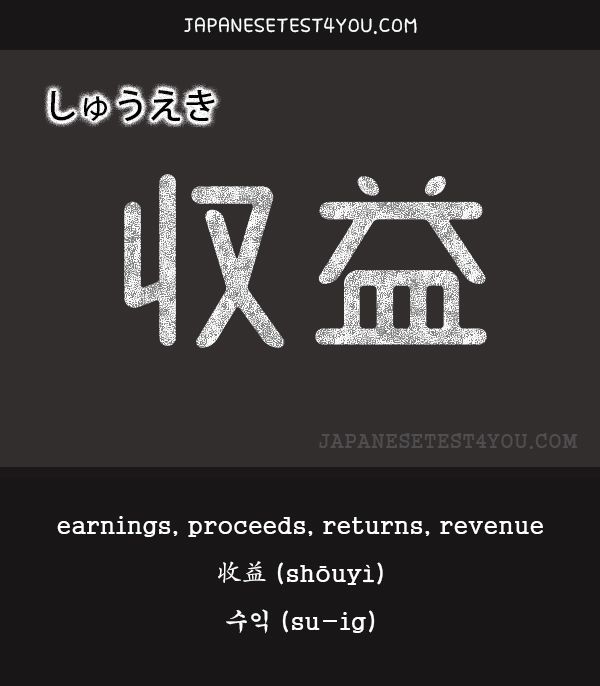 JAPANESETEST4YOU.COM
しゅうえき
収益
JAPANESETEST4YOU.COM
earnings, proceeds, returns, revenue
收益 (shōuyì)
수익 (su-ig)